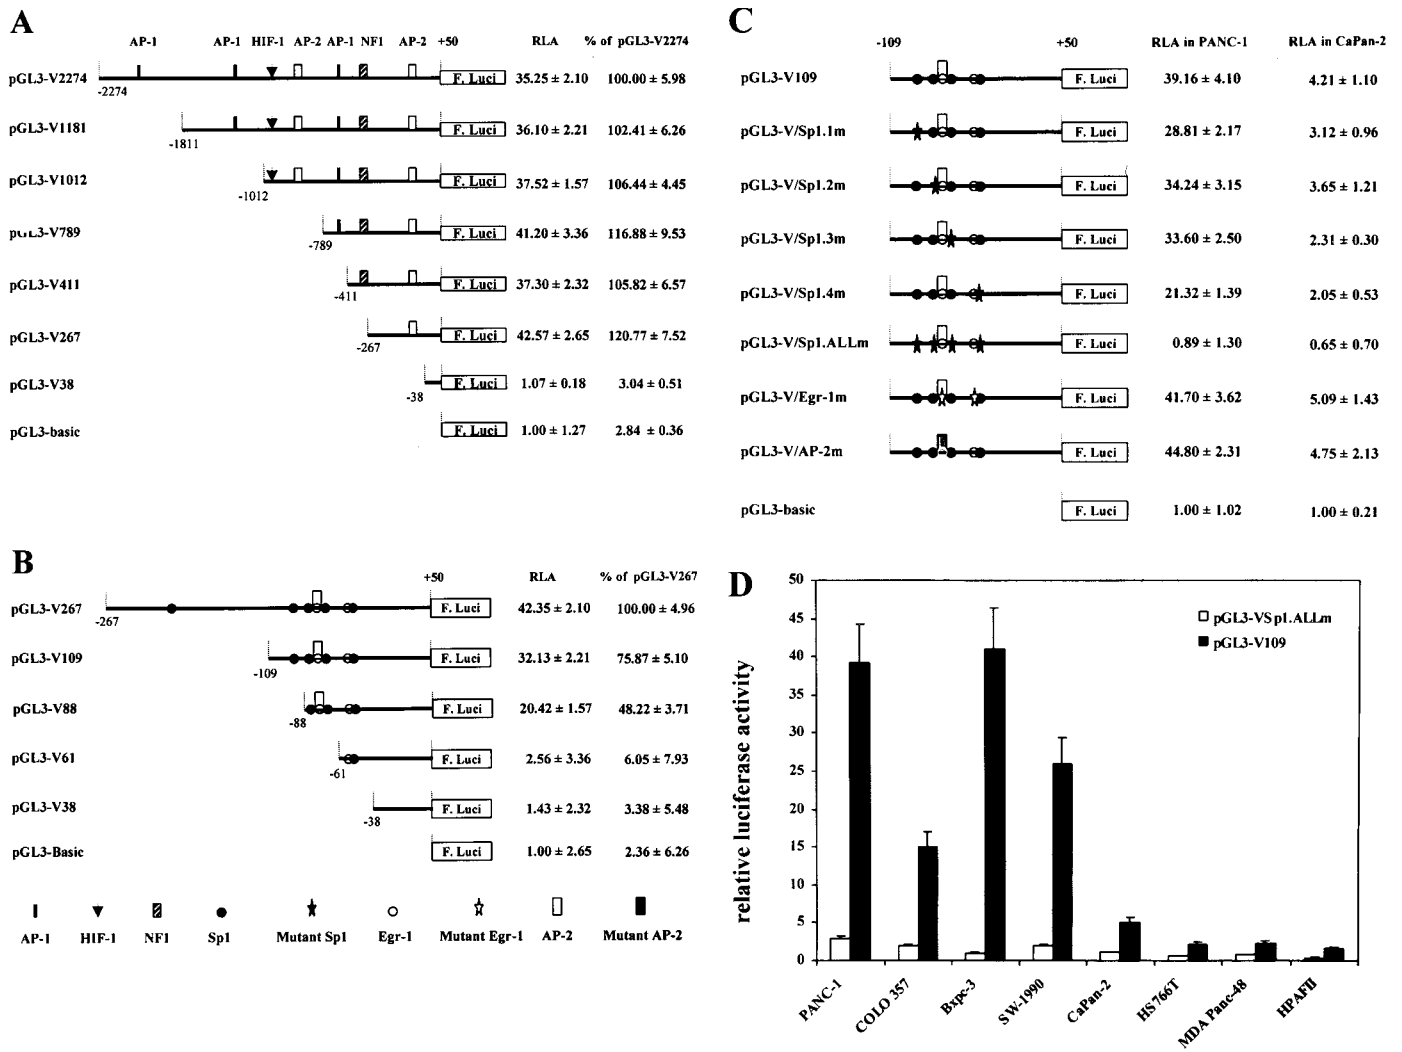 A
AP-1 AP-1 HIF-1 AP-2 AP-1 NF1 AP-2 +50 RLA % of pGL3-V2274
pGL3-V2274 F. Luci 35.25 ± 2.10 100.00 ± 5.98
-2274
pGL3-V1181 F. Luci 36.10 ± 2.21 102.41 ± 6.26
-1811
pGL3-V1012 F. Luci 37.52 ± 1.57 106.44 ± 4.45
-1012
pGL3-V789 F. Luci 41.20 ± 3.36 116.88 ± 9.53
-789
pGL3-V411 F. Luci 37.30 ± 2.32 105.82 ± 6.57
-411
pGL3-V267 F. Luci 42.57 ± 2.65 120.77 ± 7.52
-267
pGL3-V38 F. Luci 1.07 ± 0.18 3.04 ± 0.51
-38
pGL3-basic F. Luci 1.00 ± 1.27 2.84 ± 0.36
B
+50 RLA % of pGL3-V267
pGL3-V267 F. Luci 42.35 ± 2.10 100.00 ± 4.96
-267
pGL3-V109 F. Luci 32.13 ± 2.21 75.87 ± 5.10
-109
pGL3-V88 F. Luci 20.42 ± 1.57 48.22 ± 3.71
-88
pGL3-V61 F. Luci 2.56 ± 3.36 6.05 ± 7.93
-61
pGL3-V38 F. Luci 1.43 ± 2.32 3.38 ± 5.48
-38
pGL3-Basic F. Luci 1.00 ± 2.65 2.36 ± 6.26
AP-1 HIF-1 NF1 Sp1 Mutant Sp1 Egr-1 Mutant Egr-1 AP-2 Mutant AP-2
C
-109 +50 RLA in PANC-1 RLA in CaPan-2
pGL3-V109 F. Luci 39.16 ± 4.10 4.21 ± 1.10
pGL3-V/Sp1.1m F. Luci 28.81 ± 2.17 3.12 ± 0.96
pGL3-V/Sp1.2m F. Luci 34.24 ± 3.15 3.65 ± 1.21
pGL3-V/Sp1.3m F. Luci 33.60 ± 2.50 2.31 ± 0.30
pGL3-V/Sp1.4m F. Luci 21.32 ± 1.39 2.05 ± 0.53
pGL3-V/Sp1.ALLm F. Luci 0.89 ± 1.30 0.65 ± 0.70
pGL3-V/Egr-1m F. Luci 41.70 ± 3.62 5.09 ± 1.43
pGL3-V/AP-2m F. Luci 44.80 ± 2.31 4.75 ± 2.13
pGL3-basic F. Luci 1.00 ± 1.02 1.00 ± 0.21
D
relative luciferase activity
50
45
40
35
30
25
20
15
10
5
0
pGL3-VSp1.ALLm
pGL3-V109
PANC-1
COLO 357
Bxpc-3
SW-1990
CaPan-2
HS766T
MDA Panc-48
HPAFII